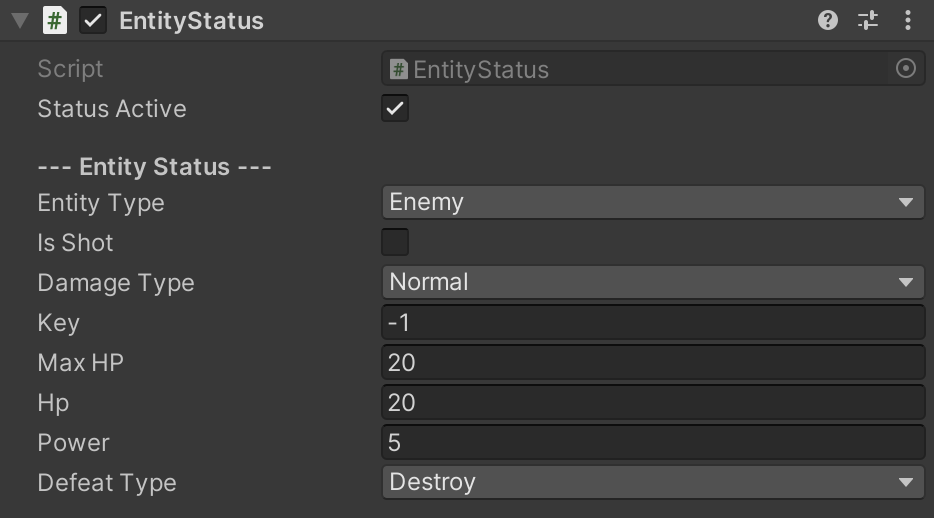 EntityStatus
Script EntityStatus
Status Active
--- Entity Status ---
Entity Type Enemy
Is Shot
Damage Type Normal
Key -1
Max HP 20
Hp 20
Power 5
Defeat Type Destroy